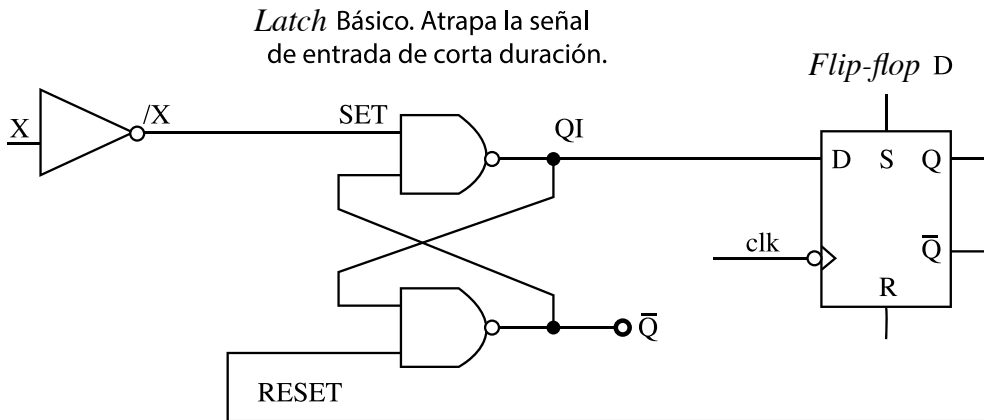 Latch Básico. Atrapa la señal
de entrada de corta duración.
Flip-flop D
X
/X
SET
QI
D S Q
clk
Q̅
R
Q̅
RESET